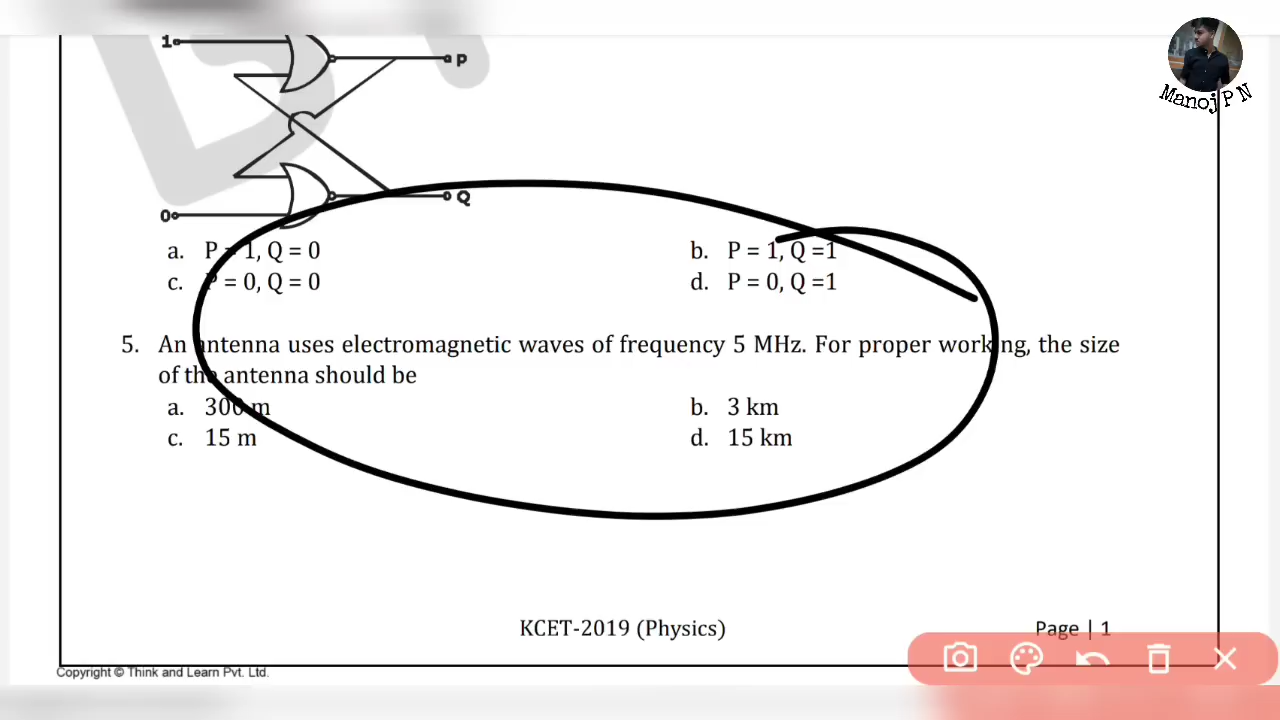 Manoj P N
1
P
Q
0
a. P = 1, Q = 0
b. P = 1, Q =1
c. P = 0, Q = 0
d. P = 0, Q =1
5. An antenna uses electromagnetic waves of frequency 5 MHz. For proper working, the size
of the antenna should be
a. 300 m
b. 3 km
c. 15 m
d. 15 km
KCET-2019 (Physics)
Page | 1
Copyright © Think and Learn Pvt. Ltd.